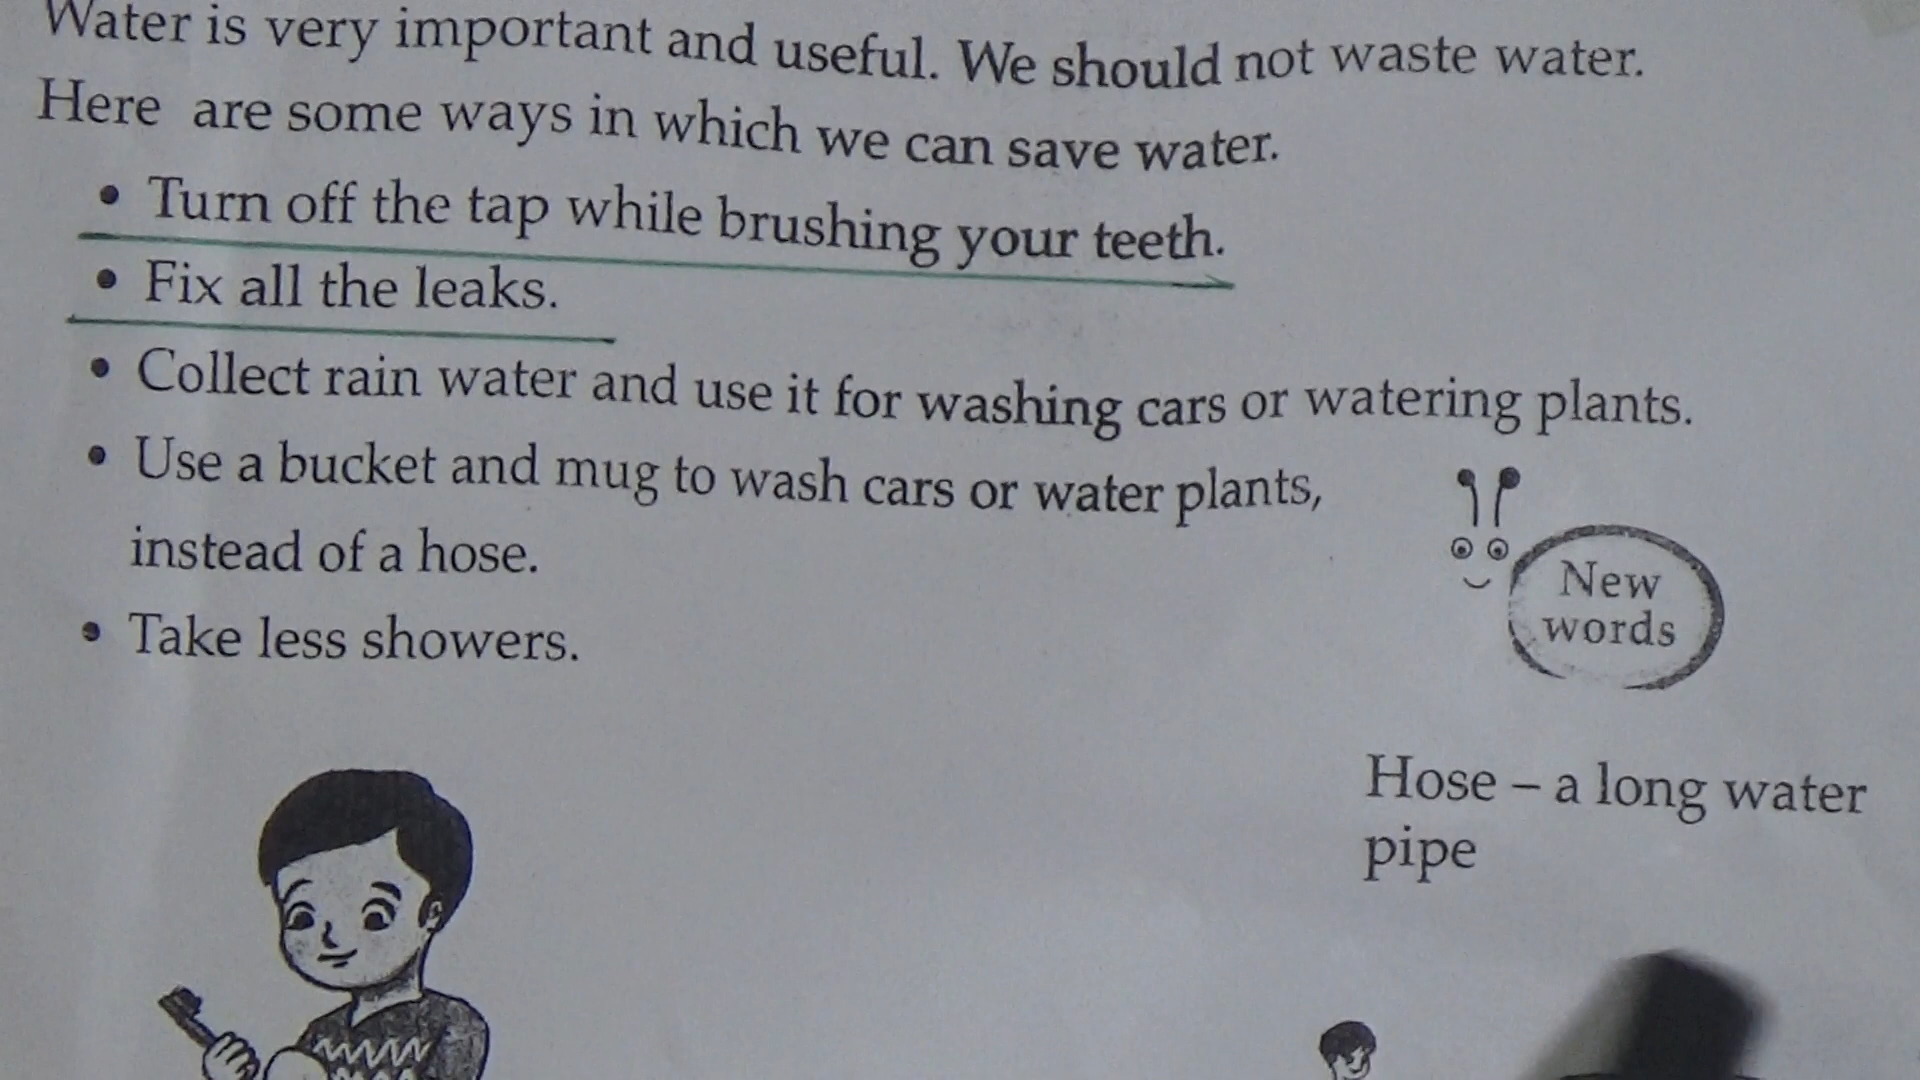 Water is very important and useful. We should not waste water.
Here are some ways in which we can save water.
• Turn off the tap while brushing your teeth.
• Fix all the leaks.
• Collect rain water and use it for washing cars or watering plants.
• Use a bucket and mug to wash cars or water plants,
instead of a hose.
• Take less showers.
New
words
Hose – a long water
pipe